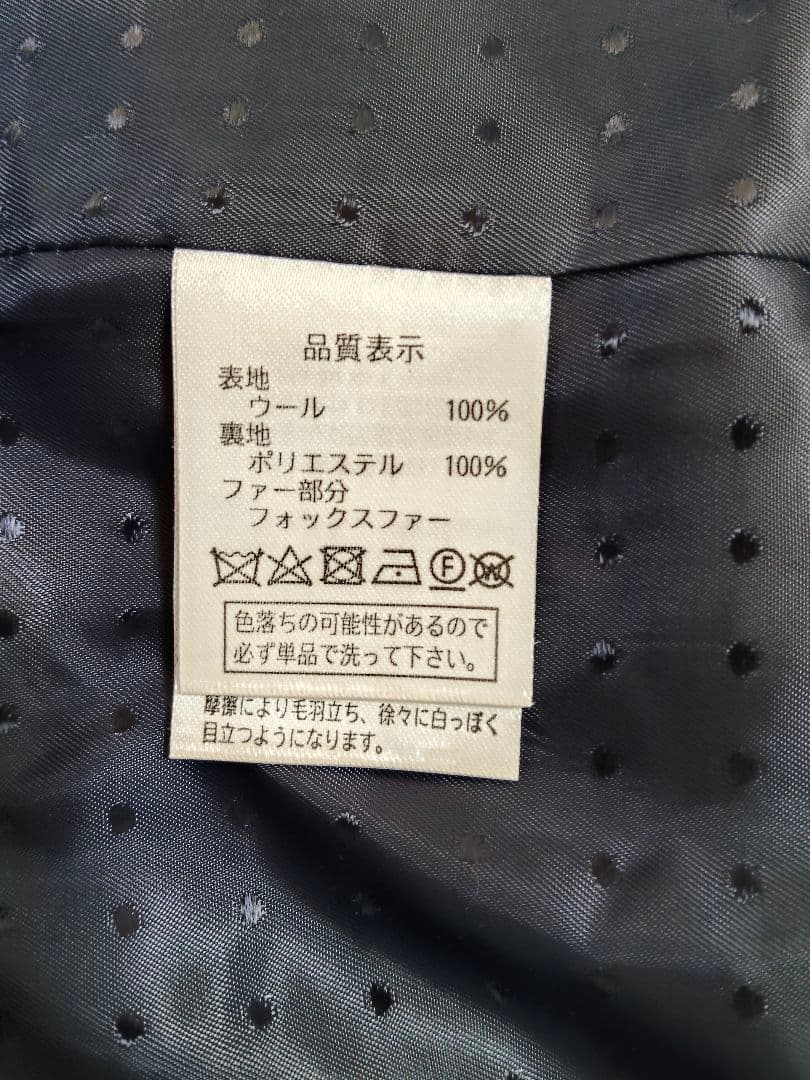 品質表示
表地
ウール 100%
裏地
ポリエステル 100%
ファー部分
フォックスファー
F W
色落ちの可能性があるので
必ず単品で洗って下さい。
摩擦により毛羽立ち、徐々に白っぽく
目立つようになります。